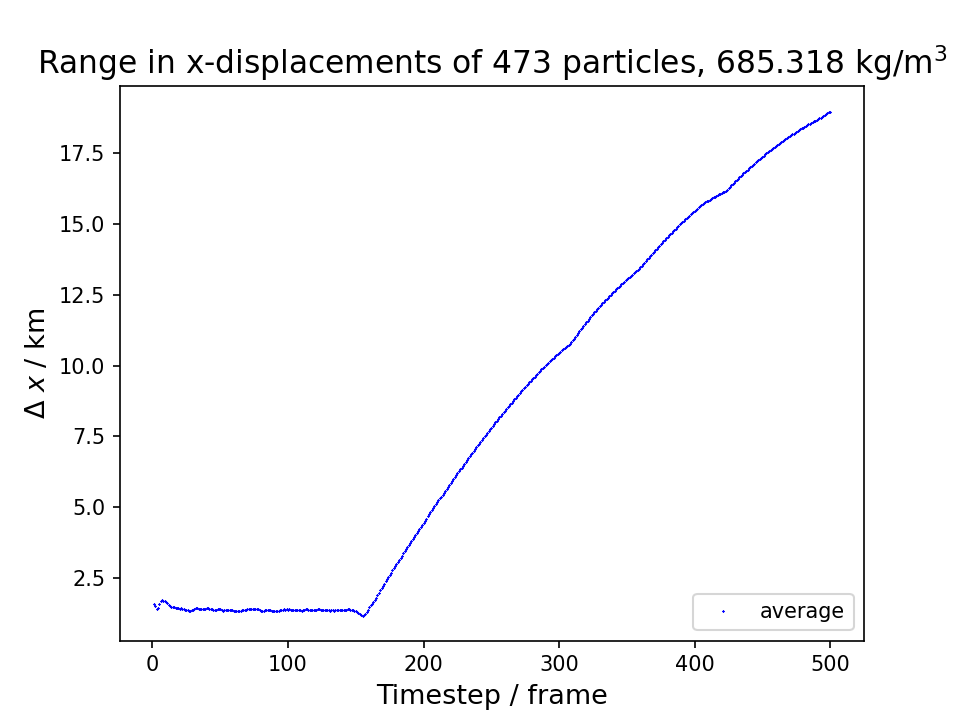 Range in x-displacements of 473 particles, 685.318 kg/m³
Δ x / km
17.5
15.0
12.5
10.0
7.5
5.0
2.5
average
0 100 200 300 400 500
Timestep / frame